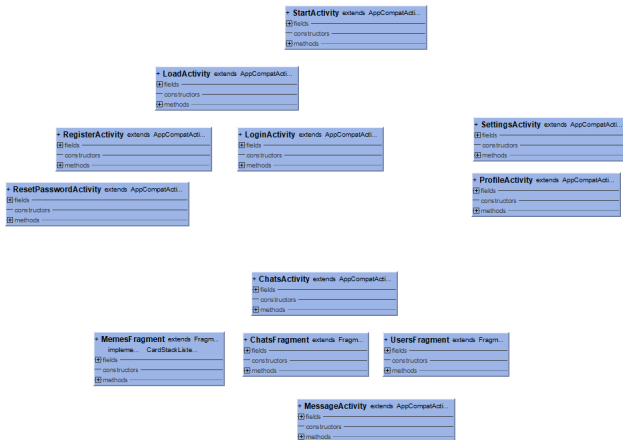 + StartActivity extends AppCompatActi...
fields
constructors
methods
+ LoadActivity extends AppCompatActi...
fields
constructors
methods
+ RegisterActivity extends AppCompatActi...
fields
constructors
methods
+ LoginActivity extends AppCompatActi...
fields
constructors
methods
+ SettingsActivity extends AppCompatActi...
fields
constructors
methods
+ ResetPasswordActivity extends AppCompatActi...
fields
constructors
methods
+ ProfileActivity extends AppCompatActi...
fields
constructors
methods
+ ChatsActivity extends AppCompatActi...
fields
constructors
methods
+ MemesFragment extends Fragm...
impleme... CardStackListe...
fields
constructors
methods
+ ChatsFragment extends Fragm...
fields
constructors
methods
+ UsersFragment extends Fragm...
fields
constructors
methods
+ MessageActivity extends AppCompatActi...
fields
constructors
methods